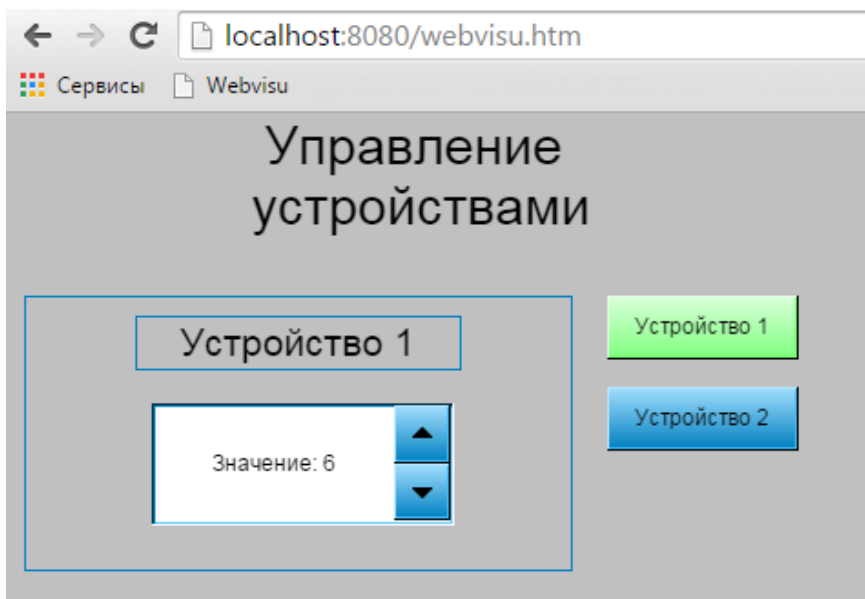 localhost:8080/webvisu.htm
Сервисы Webvisu
Управление
устройствами
Устройство 1
Значение: 6
Устройство 1
Устройство 2